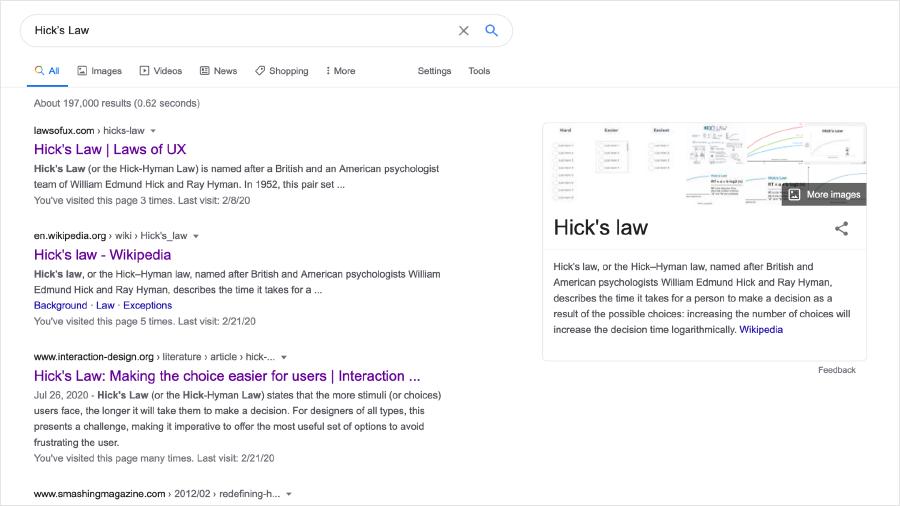 Hick's Law
All Images Videos News Shopping More Settings Tools
About 197,000 results (0.62 seconds)
lawsofux.com › hicks-law
Hick's Law | Laws of UX
Hick's Law (or the Hick-Hyman Law) is named after a British and an American psychologist
team of William Edmund Hick and Ray Hyman. In 1952, this pair set ...
You've visited this page 3 times. Last visit: 2/8/20
en.wikipedia.org › wiki › Hick's_law
Hick's law - Wikipedia
Hick's law, or the Hick–Hyman law, named after British and American psychologists William
Edmund Hick and Ray Hyman, describes the time it takes for a ...
Background · Law · Exceptions
You've visited this page 5 times. Last visit: 2/21/20
www.interaction-design.org › literature › article › hick-...
Hick's Law: Making the choice easier for users | Interaction ...
Jul 26, 2020 - Hick's Law (or the Hick-Hyman Law) states that the more stimuli (or choices)
users face, the longer it will take them to make a decision. For designers of all types, this
presents a challenge, making it imperative to offer the most useful set of options to avoid
frustrating the user.
You've visited this page many times. Last visit: 2/21/20
www.smashingmagazine.com › 2012/02 › redefining-h...
Hard Easier Easiest
More images
Hick's law
Hick's law, or the Hick–Hyman law, named after British and
American psychologists William Edmund Hick and Ray Hyman,
describes the time it takes for a person to make a decision as a
result of the possible choices: increasing the number of choices will
increase the decision time logarithmically. Wikipedia
Feedback